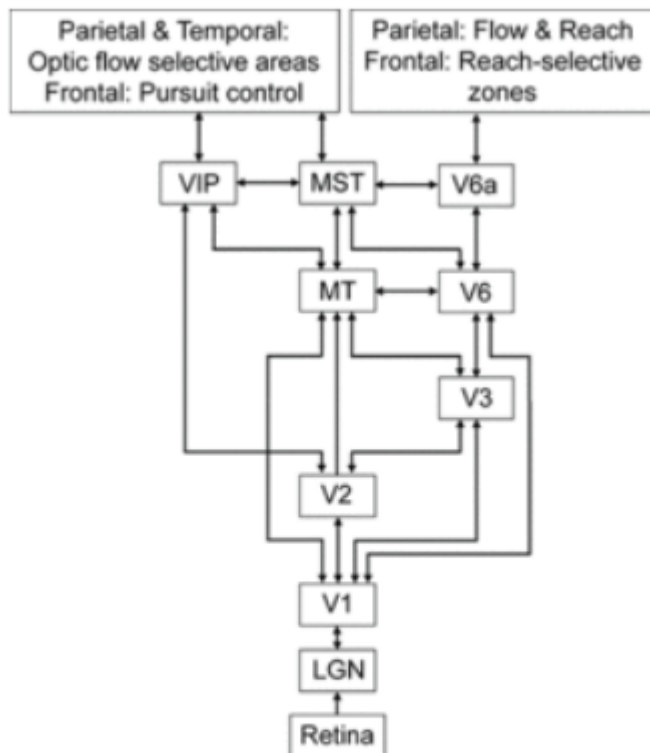 Parietal & Temporal:
Optic flow selective areas
Frontal: Pursuit control
Parietal: Flow & Reach
Frontal: Reach-selective
zones
VIP
MST
V6a
MT
V6
V3
V2
V1
LGN
Retina